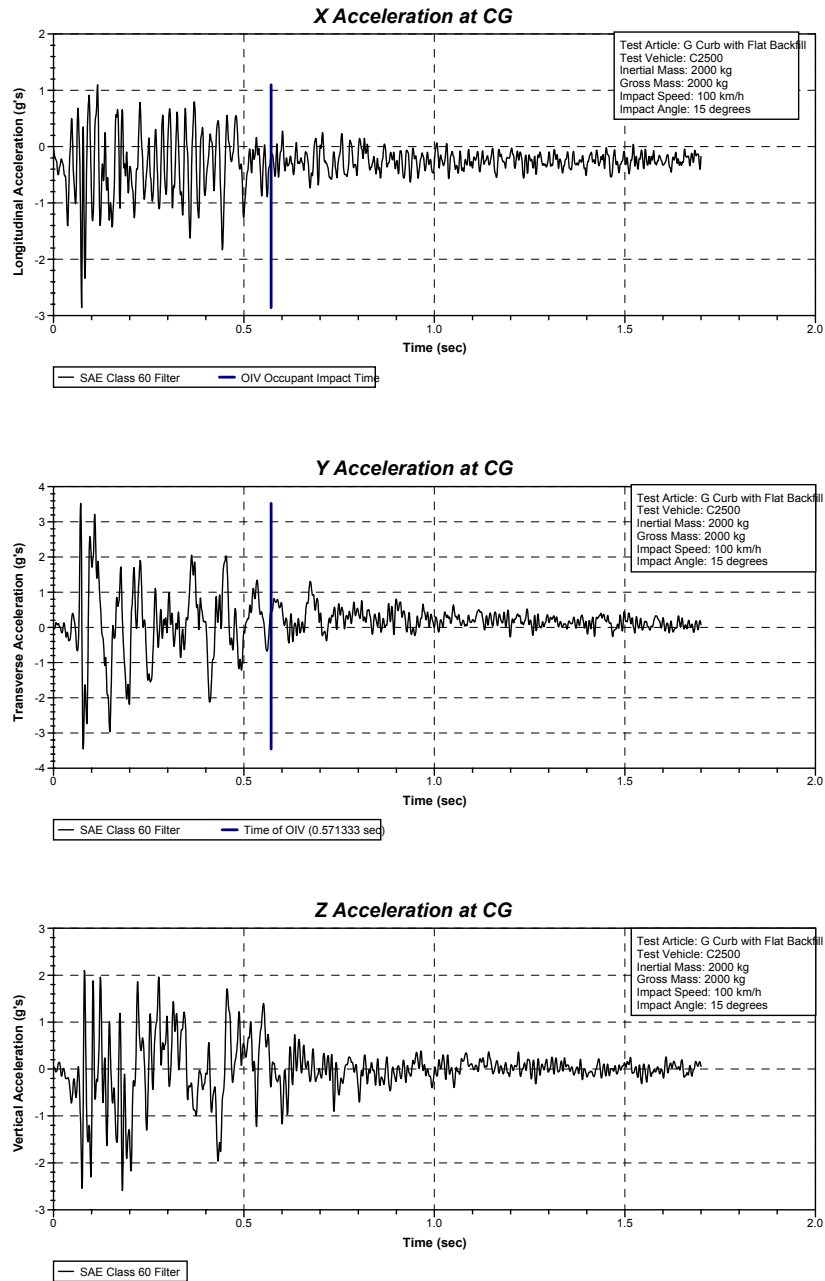 X Acceleration at CG
2
1
0
-1
-2
-3
Longitudinal Acceleration (g's)
Test Article: G Curb with Flat Backfill
Test Vehicle: C2500
Inertial Mass: 2000 kg
Gross Mass: 2000 kg
Impact Speed: 100 km/h
Impact Angle: 15 degrees
0 0.5 1.0 1.5 2.0
Time (sec)
SAE Class 60 Filter OIV Occupant Impact Time
Y Acceleration at CG
4
3
2
1
0
-1
-2
-3
-4
Transverse Acceleration (g's)
Test Article: G Curb with Flat Backfill
Test Vehicle: C2500
Inertial Mass: 2000 kg
Gross Mass: 2000 kg
Impact Speed: 100 km/h
Impact Angle: 15 degrees
0 0.5 1.0 1.5 2.0
Time (sec)
SAE Class 60 Filter Time of OIV (0.571333 sec)
Z Acceleration at CG
3
2
1
0
-1
-2
-3
Vertical Acceleration (g's)
Test Article: G Curb with Flat Backfill
Test Vehicle: C2500
Inertial Mass: 2000 kg
Gross Mass: 2000 kg
Impact Speed: 100 km/h
Impact Angle: 15 degrees
0 0.5 1.0 1.5 2.0
Time (sec)
SAE Class 60 Filter